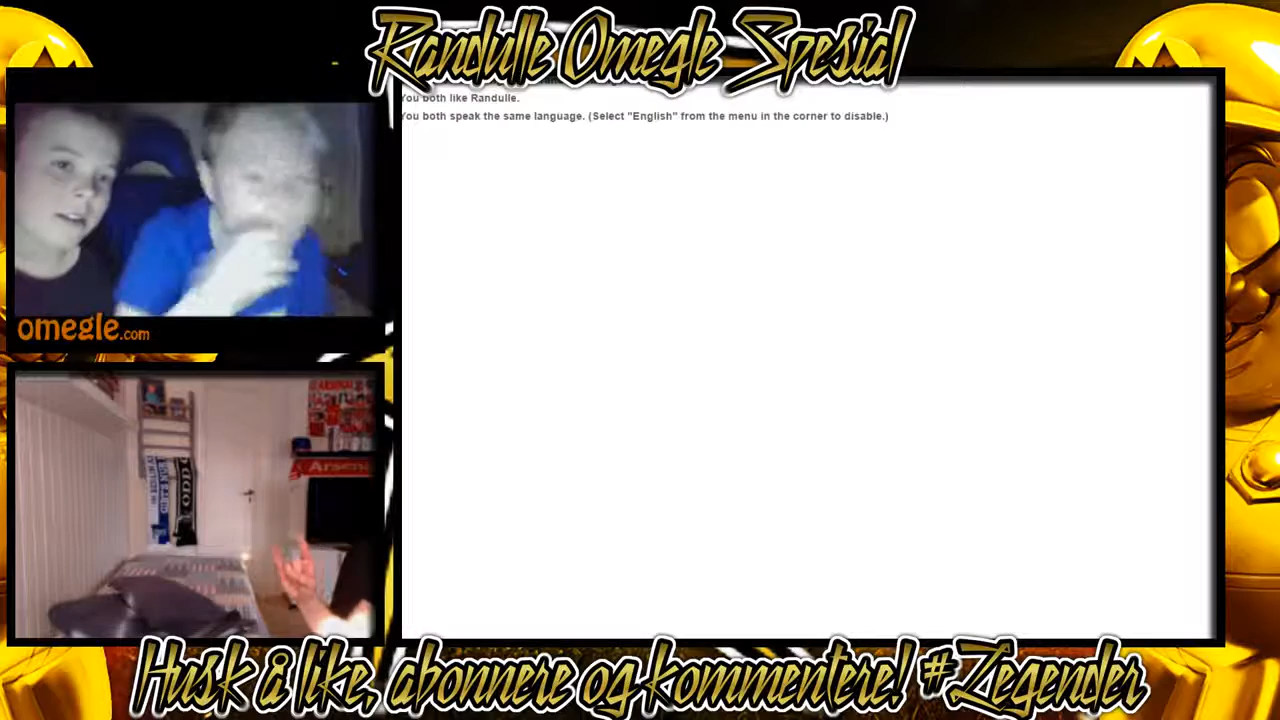 Randulle Omegle Spesial
You both like Randulle.
You both speak the same language. (Select "English" from the menu in the corner to disable.)
omegle.com
Arsenal
Husk å like, abonnere og kommentere! #Zegender